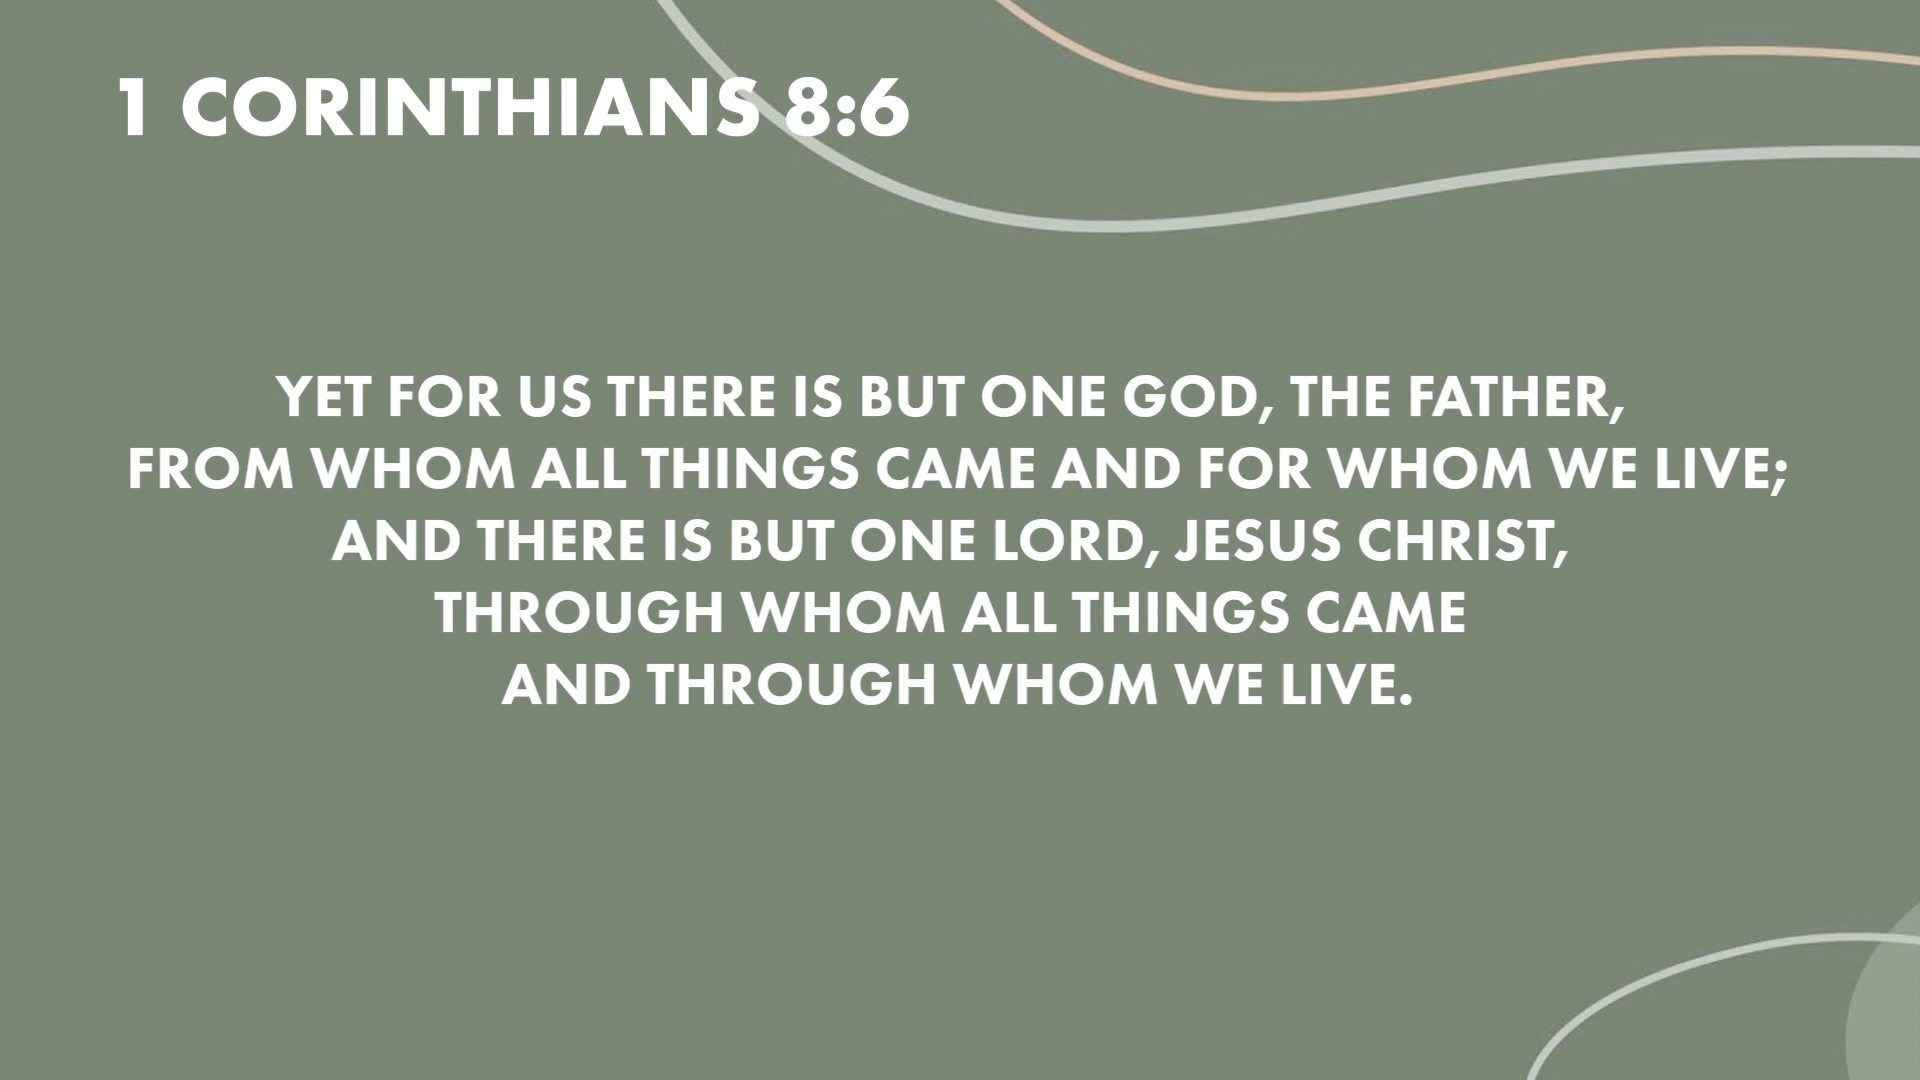 1 CORINTHIANS 8:6
YET FOR US THERE IS BUT ONE GOD, THE FATHER,
FROM WHOM ALL THINGS CAME AND FOR WHOM WE LIVE;
AND THERE IS BUT ONE LORD, JESUS CHRIST,
THROUGH WHOM ALL THINGS CAME
AND THROUGH WHOM WE LIVE.